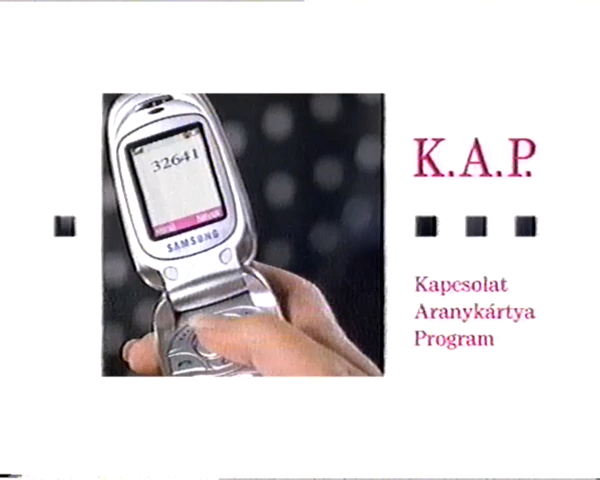 32641
SAMSUNG
K.A.P.
Kapcsolat
Aranykártya
Program